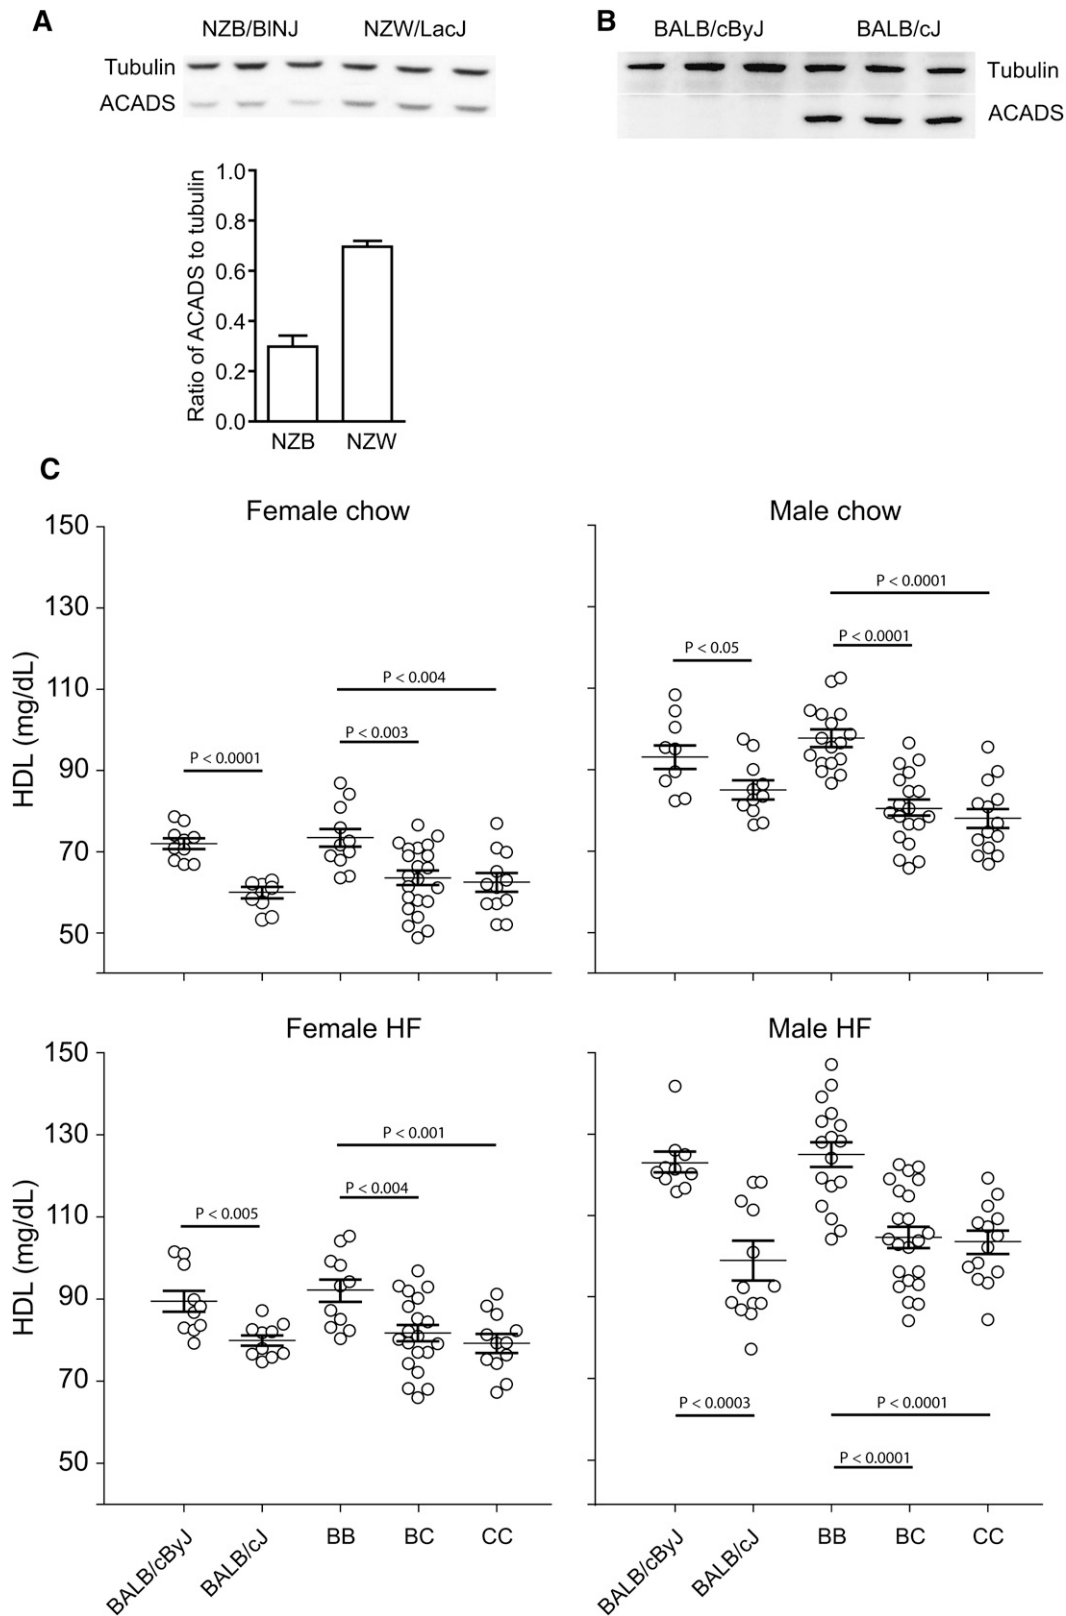 A
NZB/BlNJ NZW/LacJ
Tubulin
ACADS
B
BALB/cByJ BALB/cJ
Tubulin
ACADS
Ratio of ACADS to tubulin
1.0
0.8
0.6
0.4
0.2
0.0
NZB NZW
C
Female chow
HDL (mg/dL)
150
130
110
90
70
50
P < 0.0001
P < 0.004
P < 0.003
Male chow
P < 0.0001
P < 0.0001
P < 0.05
Female HF
HDL (mg/dL)
150
130
110
90
70
50
P < 0.001
P < 0.004
P < 0.005
BALB/cByJ BALB/cJ BB BC CC
Male HF
P < 0.0003
P < 0.0001
P < 0.0001
BALB/cByJ BALB/cJ BB BC CC